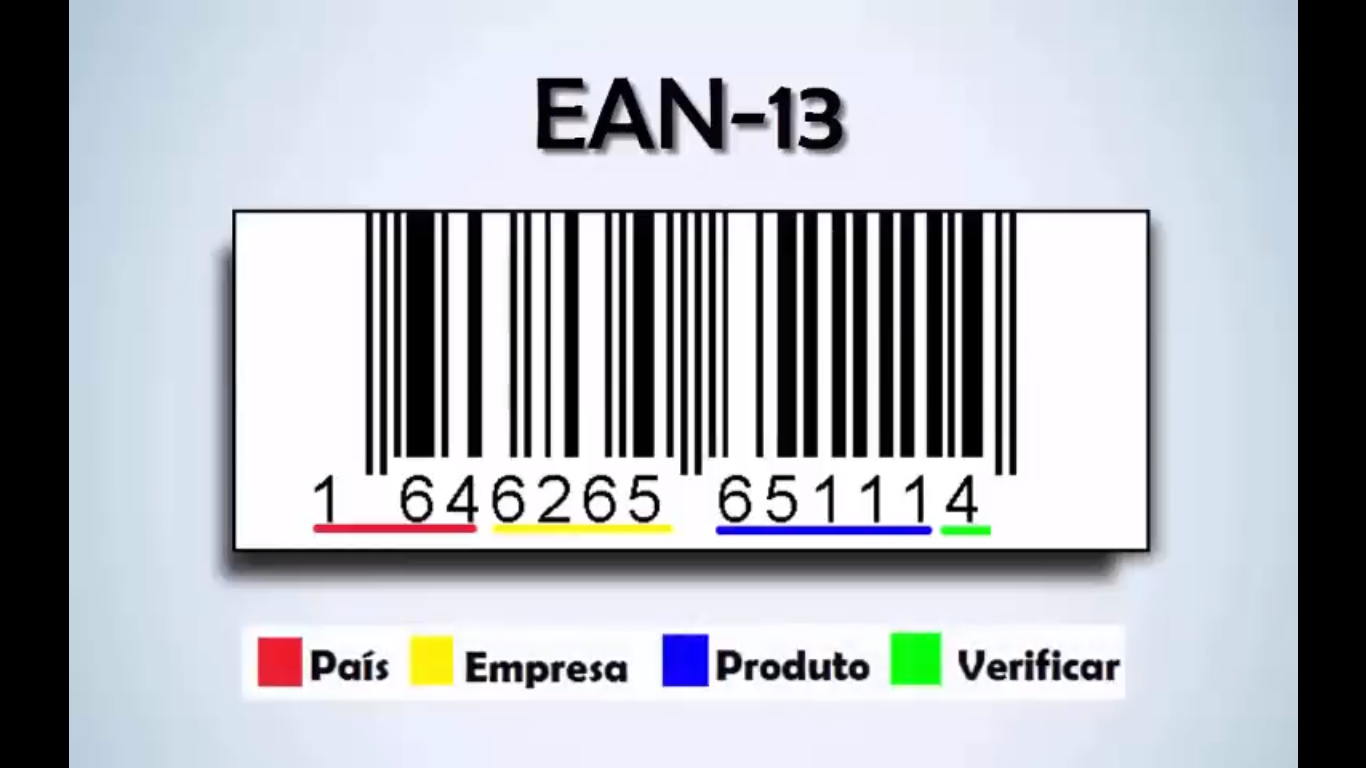 EAN-13
1 646265 651114
País Empresa Produto Verificar